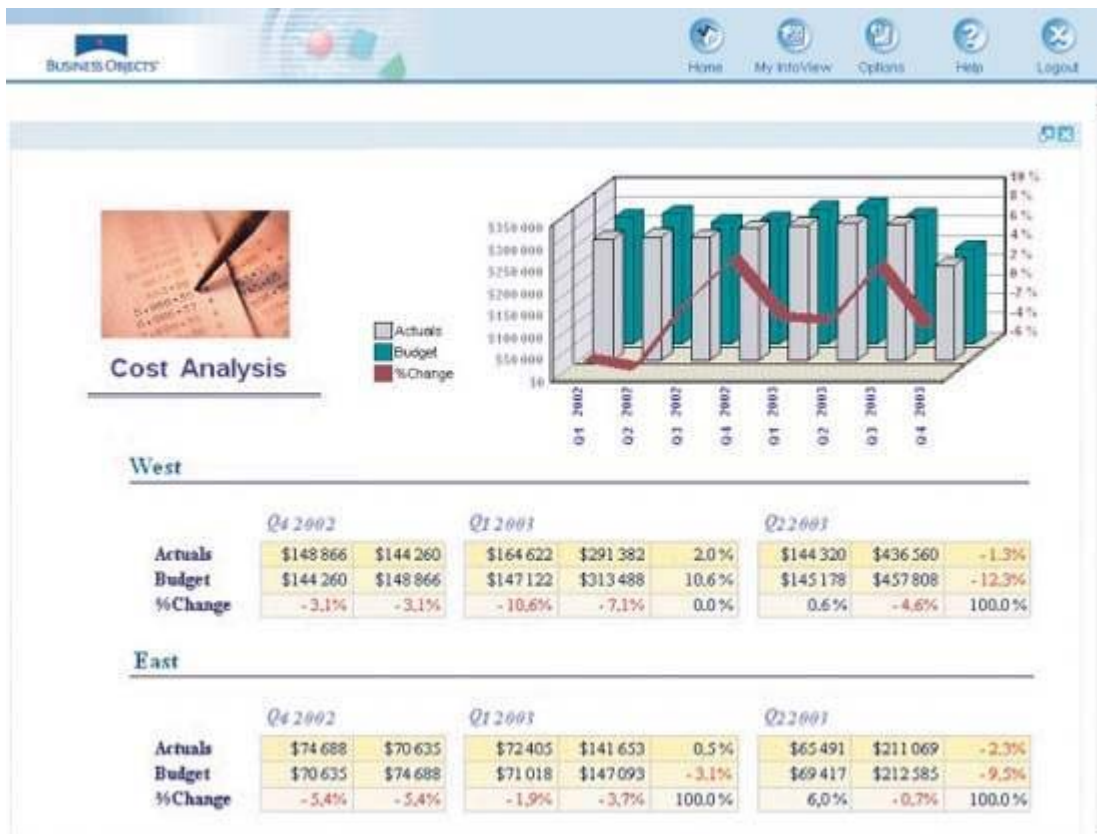 BUSINESS OBJECTS
Home My InfoView Options Help Logout
10 %
8 %
6 %
4 %
2 %
0 %
-2 %
-4 %
-6 %
$350 000
$300 000
$250 000
$200 000
$150 000
$100 000
$50 000
$0
Actuals
Budget
%Change
Cost Analysis
Q1 2002 Q2 2002 Q3 2002 Q4 2002 Q1 2003 Q2 2003 Q3 2003 Q4 2003
West
Q4 2002 Q1 2003 Q2 2003
Actuals $148 866 $144 260 $164 622 $291 382 2.0% $144 320 $436 560 -1.3%
Budget $144 260 $148 866 $147 122 $313 488 10.6% $145 178 $457 808 -12.3%
%Change -3,1% -3,1% -10,6% -7,1% 0.0% 0.6% -4,6% 100.0%
East
Q4 2002 Q1 2003 Q2 2003
Actuals $74 688 $70 635 $72 405 $141 653 0.5% $65 491 $211 069 -2.3%
Budget $70 635 $74 688 $71 018 $147 093 -3.1% $69 417 $212 585 -9.5%
%Change -5,4% -5,4% -1,9% -3,7% 100.0% 6,0% -0,7% 100.0%